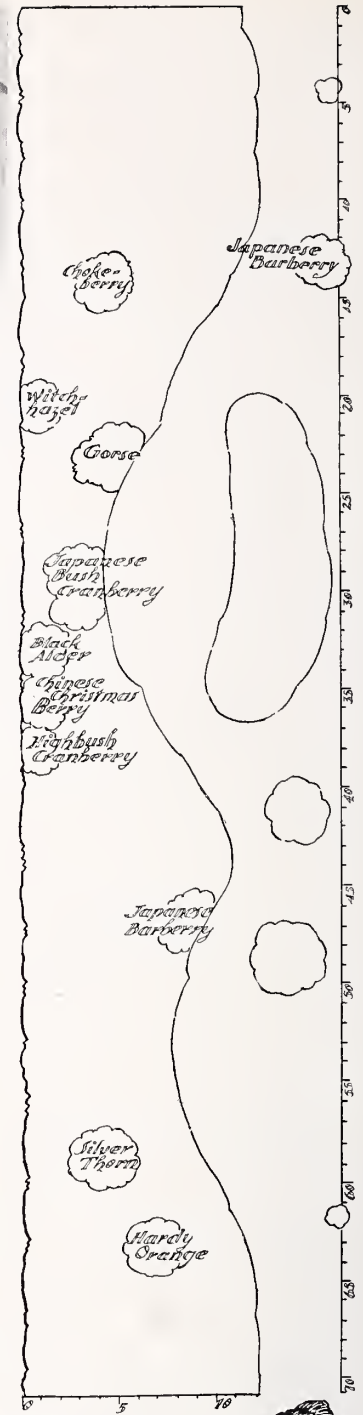 Choke-
berry
Japanese
Barberry
Witch-
hazel
Gorse
Japanese
Bush
Cranberry
Black
Alder
Chinese
Christmas
Berry
Highbush
Cranberry
Japanese
Barberry
Silver
Thorn
Hardy
Orange
0
5
10
15
20
25
30
35
40
45
50
55
60
65
70
0
5
10